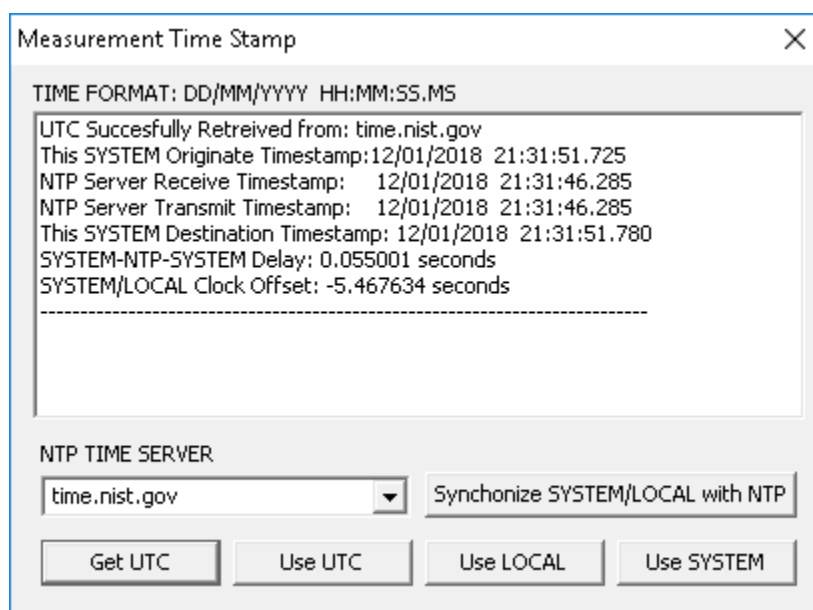 Measurement Time Stamp
TIME FORMAT: DD/MM/YYYY  HH:MM:SS.MS
UTC Succesfully Retreived from: time.nist.gov
This SYSTEM Originate Timestamp:12/01/2018  21:31:51.725
NTP Server Receive Timestamp:    12/01/2018  21:31:46.285
NTP Server Transmit Timestamp:   12/01/2018  21:31:46.285
This SYSTEM Destination Timestamp: 12/01/2018  21:31:51.780
SYSTEM-NTP-SYSTEM Delay: 0.055001 seconds
SYSTEM/LOCAL Clock Offset: -5.467634 seconds
----------------------------------------------------------------------------
NTP TIME SERVER
time.nist.gov Synchonize SYSTEM/LOCAL with NTP
Get UTC Use UTC Use LOCAL Use SYSTEM